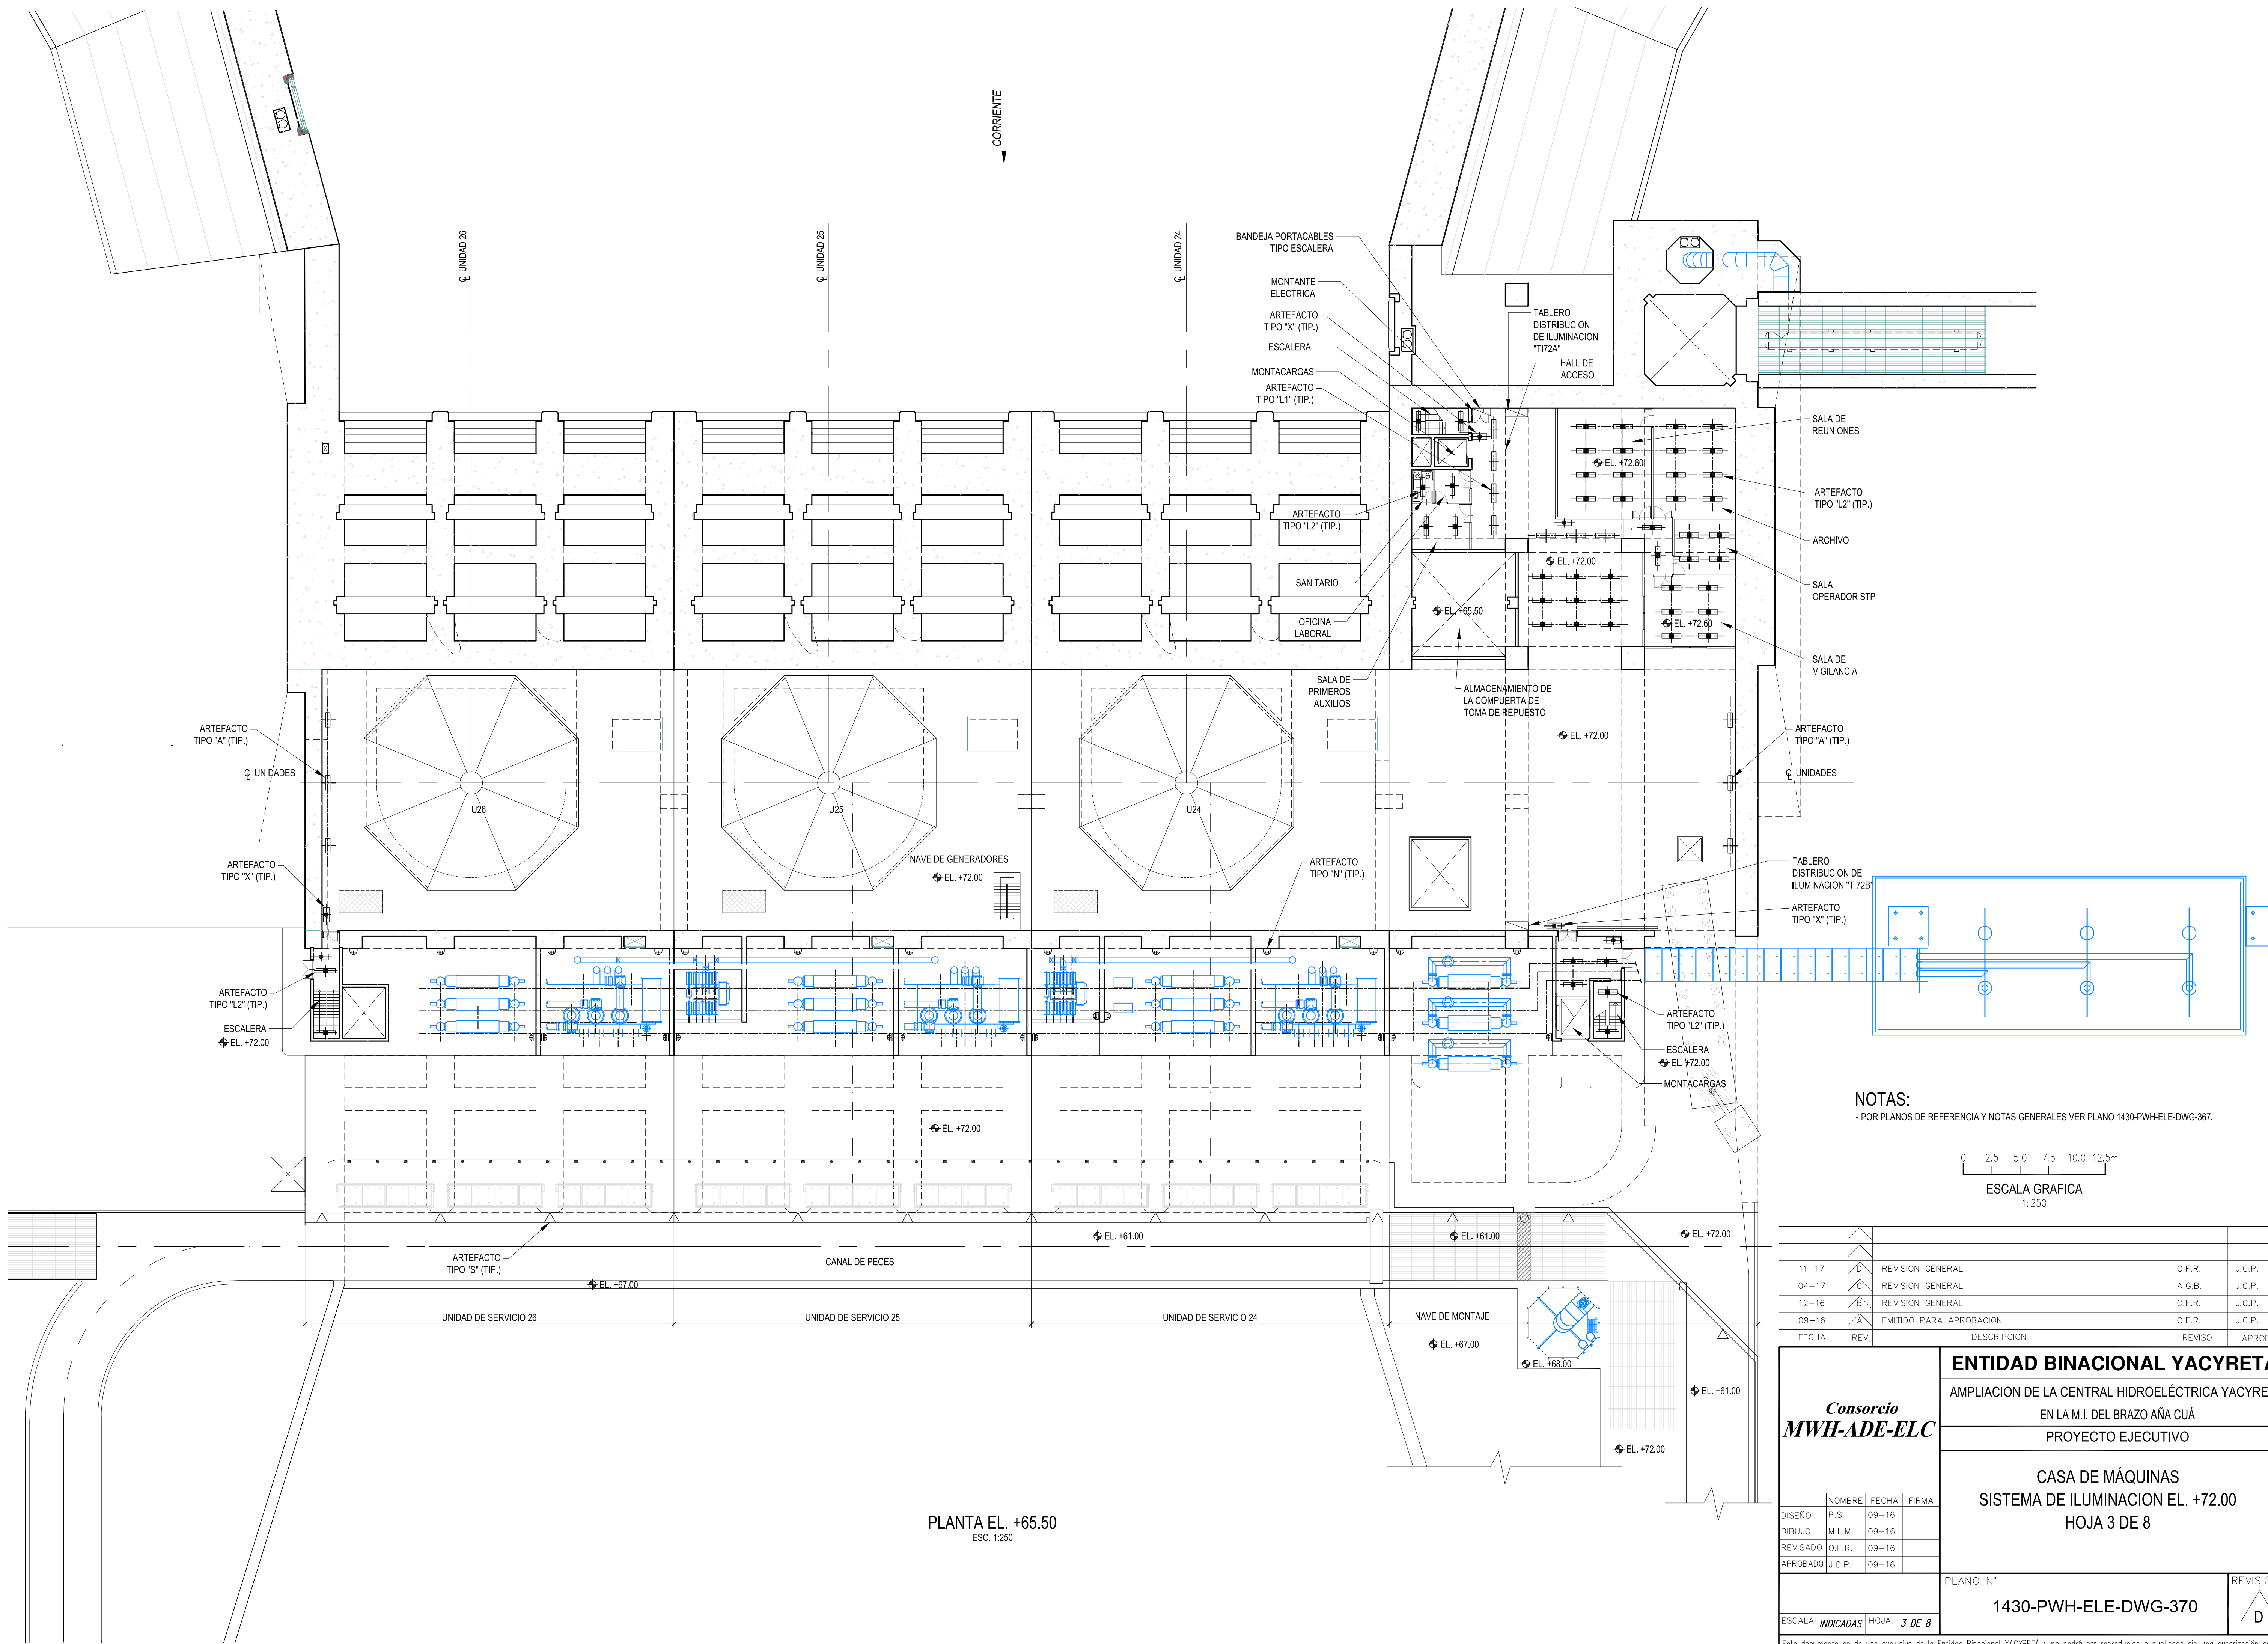 CORRIENTE
℄ UNIDAD 26
℄ UNIDAD 25
℄ UNIDAD 24
BANDEJA PORTACABLES
TIPO ESCALERA
MONTANTE
ELECTRICA
ARTEFACTO
TIPO "X" (TIP.)
ESCALERA
MONTACARGAS
ARTEFACTO
TIPO "L1" (TIP.)
TABLERO
DISTRIBUCION
DE ILUMINACION
"TI72A"
HALL DE
ACCESO
SALA DE
REUNIONES
EL. +72.60
ARTEFACTO
TIPO "L2" (TIP.)
ARTEFACTO
TIPO "L2" (TIP.)
ARCHIVO
EL. +72.00
SANITARIO
SALA
OPERADOR STP
EL. +65.50
OFICINA
LABORAL
EL. +72.60
SALA DE
VIGILANCIA
SALA DE
PRIMEROS
AUXILIOS
ALMACENAMIENTO DE
LA COMPUERTA DE
TOMA DE REPUESTO
ARTEFACTO
TIPO "A" (TIP.)
EL. +72.00
ARTEFACTO
TIPO "A" (TIP.)
℄ UNIDADES
℄ UNIDADES
U26
U25
U24
ARTEFACTO
TIPO "X" (TIP.)
NAVE DE GENERADORES
EL. +72.00
ARTEFACTO
TIPO "N" (TIP.)
TABLERO
DISTRIBUCION DE
ILUMINACION "TI72B"
ARTEFACTO
TIPO "X" (TIP.)
ARTEFACTO
TIPO "L2" (TIP.)
ESCALERA
EL. +72.00
ARTEFACTO
TIPO "L2" (TIP.)
ESCALERA
EL. +72.00
MONTACARGAS
EL. +72.00
NOTAS:
- POR PLANOS DE REFERENCIA Y NOTAS GENERALES VER PLANO 1430-PWH-ELE-DWG-367.
0 2.5 5.0 7.5 10.0 12.5m
ESCALA GRAFICA
1: 250
ARTEFACTO
TIPO "S" (TIP.)
CANAL DE PECES
EL. +61.00
EL. +61.00
EL. +72.00
EL. +67.00
UNIDAD DE SERVICIO 26
UNIDAD DE SERVICIO 25
UNIDAD DE SERVICIO 24
NAVE DE MONTAJE
EL. +67.00
EL. +68.00
EL. +61.00
EL. +72.00
PLANTA EL. +65.50
ESC. 1:250
11-17 D REVISION GENERAL O.F.R. J.C.P.
04-17 C REVISION GENERAL A.G.B. J.C.P.
12-16 B REVISION GENERAL O.F.R. J.C.P.
09-16 A EMITIDO PARA APROBACION O.F.R. J.C.P.
FECHA REV. DESCRIPCION REVISO
ENTIDAD BINACIONAL YACYRETA
AMPLIACION DE LA CENTRAL HIDROELÉCTRICA YACYRE
EN LA M.I. DEL BRAZO AÑA CUÁ
PROYECTO EJECUTIVO
Consorcio
MWH-ADE-ELC
CASA DE MÁQUINAS
SISTEMA DE ILUMINACION EL. +72.00
HOJA 3 DE 8
NOMBRE FECHA FIRMA
DISEÑO P.S. 09-16
DIBUJO M.L.M. 09-16
REVISADO O.F.R. 09-16
APROBADO J.C.P. 09-16
PLANO N°
1430-PWH-ELE-DWG-370
D
ESCALA INDICADAS HOJA: 3 DE 8